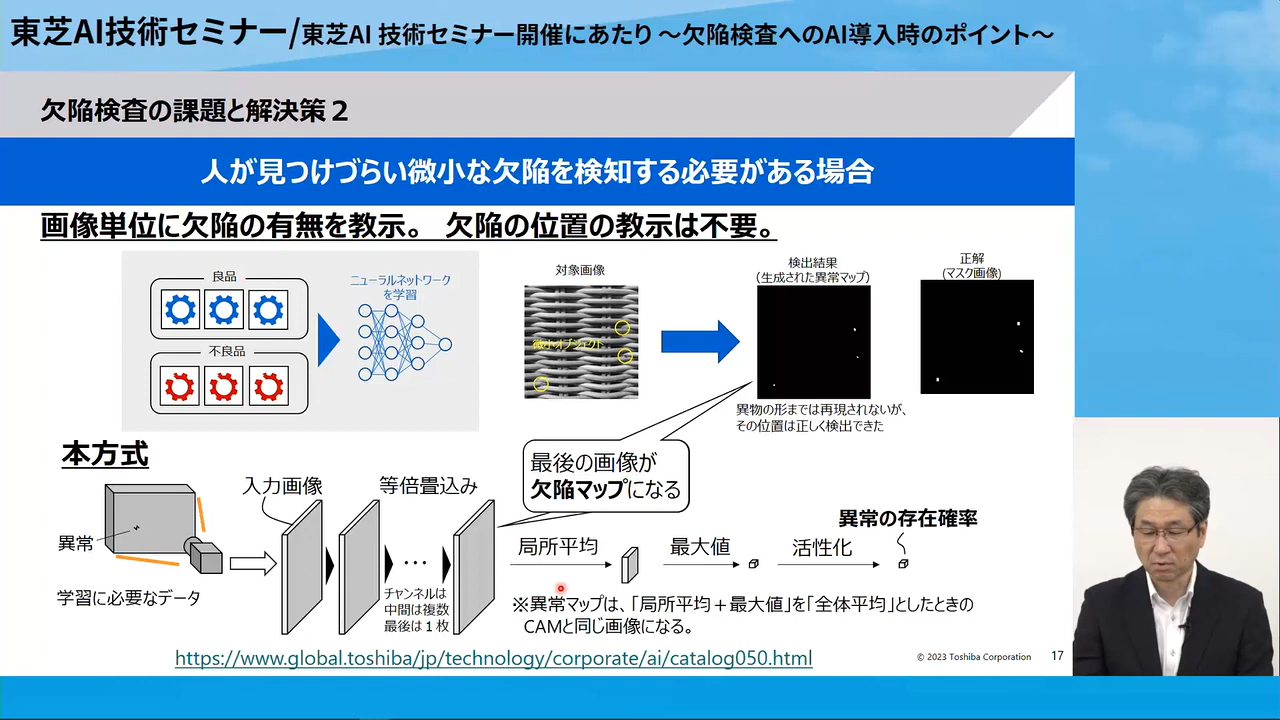 東芝AI技術セミナー/東芝AI 技術セミナー開催にあたり ～欠陥検査へのAI導入時のポイント～
欠陥検査の課題と解決策２
人が見つけづらい微小な欠陥を検知する必要がある場合
画像単位に欠陥の有無を教示。 欠陥の位置の教示は不要。
良品
不良品
ニューラルネットワーク
を学習
対象画像
微小オブジェクト
検出結果
（生成された異常マップ）
正解
（マスク画像）
異物の形までは再現されないが、
その位置は正しく検出できた
本方式
異常
学習に必要なデータ
入力画像
等倍畳込み
チャンネルは
中間は複数
最後は１枚
最後の画像が
欠陥マップになる
局所平均
最大値
活性化
異常の存在確率
※異常マップは、「局所平均＋最大値」を「全体平均」としたときの
CAMと同じ画像になる。
https://www.global.toshiba/jp/technology/corporate/ai/catalog050.html
© 2023 Toshiba Corporation
17